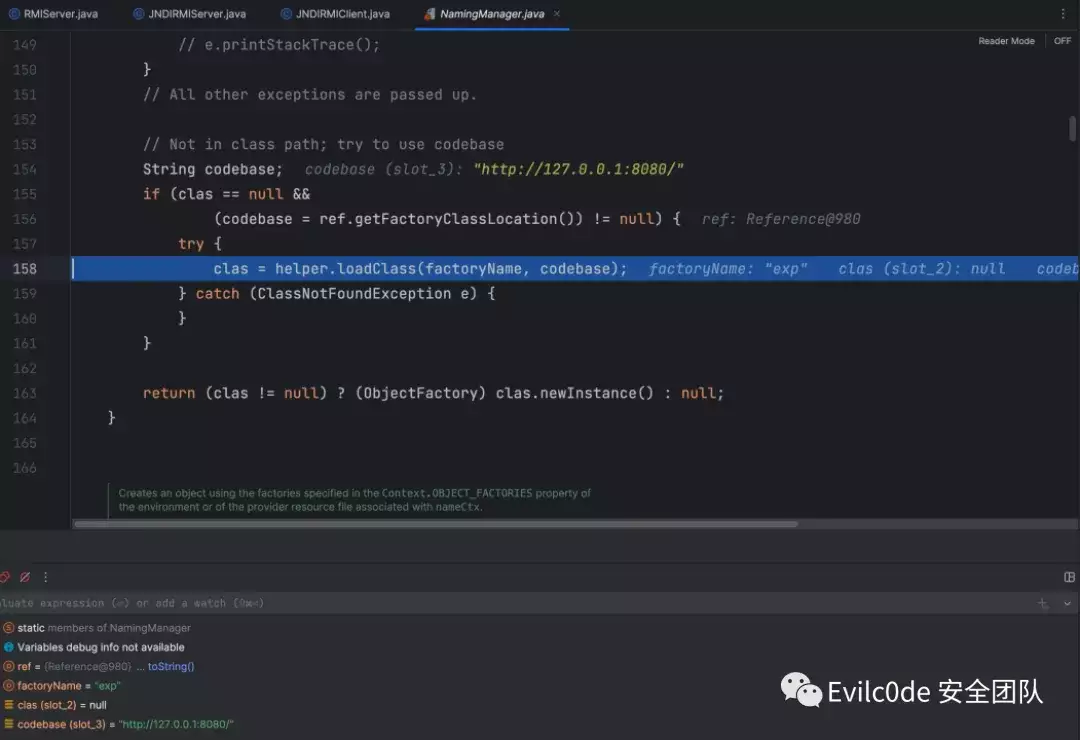 RMIServer.java JNDIRMIServer.java JNDIRMIClient.java NamingManager.java
Reader Mode OFF
149 // e.printStackTrace();
150 }
151 // All other exceptions are passed up.
152
153 // Not in class path; try to use codebase
154 String codebase; codebase (slot_3): "http://127.0.0.1:8080/"
155 if (clas == null &&
156 (codebase = ref.getFactoryClassLocation()) != null) { ref: Reference@980
157 try {
158 clas = helper.loadClass(factoryName, codebase); factoryName: "exp" clas (slot_2): null codeb
159 } catch (ClassNotFoundException e) {
160 }
161 }
162
163 return (clas != null) ? (ObjectFactory) clas.newInstance() : null;
164 }
165
166
Creates an object using the factories specified in the Context.OBJECT_FACTORIES property of
the environment or of the provider resource file associated with nameCtx.
luate expression (⏎) or add a watch (⇧⌘⏎)
static members of NamingManager
Variables debug info not available
ref = {Reference@980} ... toString()
factoryName = "exp"
clas (slot_2) = null
codebase (slot_3) = "http://127.0.0.1:8080/"
Evilc0de 安全团队